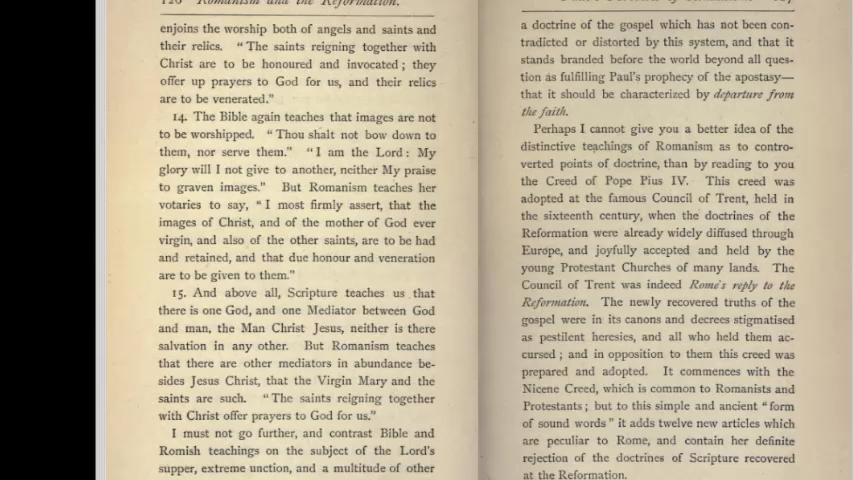 126 Romanism and the Reformation.
enjoins the worship both of angels and saints and
their relics. “The saints reigning together with
Christ are to be honoured and invocated; they
offer up prayers to God for us, and their relics
are to be venerated.”
14. The Bible again teaches that images are not
to be worshipped. “Thou shalt not bow down to
them, nor serve them.” “I am the Lord: My
glory will I not give to another, neither My praise
to graven images.” But Romanism teaches her
votaries to say, “I most firmly assert, that the
images of Christ, and of the mother of God ever
virgin, and also of the other saints, are to be had
and retained, and that due honour and veneration
are to be given to them.”
15. And above all, Scripture teaches us that
there is one God, and one Mediator between God
and man, the Man Christ Jesus, neither is there
salvation in any other. But Romanism teaches
that there are other mediators in abundance be-
sides Jesus Christ, that the Virgin Mary and the
saints are such. “The saints reigning together
with Christ offer prayers to God for us.”
I must not go further, and contrast Bible and
Romish teachings on the subject of the Lord’s
supper, extreme unction, and a multitude of other
a doctrine of the gospel which has not been con-
tradicted or distorted by this system, and that it
stands branded before the world beyond all ques-
tion as fulfilling Paul’s prophecy of the apostasy—
that it should be characterized by departure from
the faith.
Perhaps I cannot give you a better idea of the
distinctive teachings of Romanism as to contro-
verted points of doctrine, than by reading to you
the Creed of Pope Pius IV. This creed was
adopted at the famous Council of Trent, held in
the sixteenth century, when the doctrines of the
Reformation were already widely diffused through
Europe, and joyfully accepted and held by the
young Protestant Churches of many lands. The
Council of Trent was indeed Rome’s reply to the
Reformation. The newly recovered truths of the
gospel were in its canons and decrees stigmatised
as pestilent heresies, and all who held them ac-
cursed; and in opposition to them this creed was
prepared and adopted. It commences with the
Nicene Creed, which is common to Romanists and
Protestants; but to this simple and ancient “form
of sound words” it adds twelve new articles which
are peculiar to Rome, and contain her definite
rejection of the doctrines of Scripture recovered
at the Reformation.